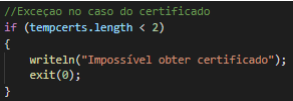 //Exceçao no caso do certificado
if (tempcerts.length < 2)
{
writeln("Impossível obter certificado");
exit(0);
}